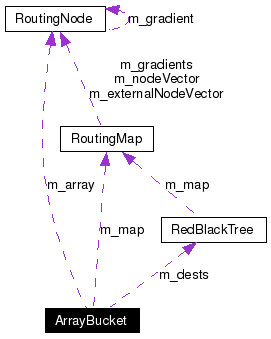 RoutingNode
m_gradient
m_gradients
m_nodeVector
m_externalNodeVector
RoutingMap
m_array
m_map
m_map
RedBlackTree
m_dests
ArrayBucket